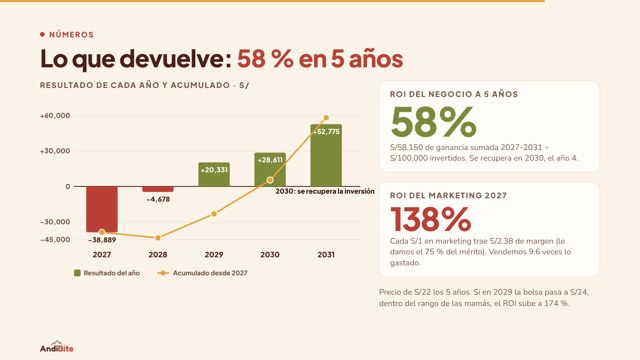 NÚMEROS
Lo que devuelve: 58 % en 5 años
RESULTADO DE CADA AÑO Y ACUMULADO · S/
+60,000
+30,000
0
−30,000
−45,000
−38,889
−4,678
+20,331
+28,611
+52,775
2030: se recupera la inversión
2027
2028
2029
2030
2031
Resultado del año
Acumulado desde 2027
ROI DEL NEGOCIO A 5 AÑOS
58%
S/58,150 de ganancia sumada 2027-2031 ÷
S/100,000 invertidos. Se recupera en 2030, el año 4.
ROI DEL MARKETING 2027
138%
Cada S/1 en marketing trae S/2.38 de margen (le
damos el 75 % del mérito). Vendemos 9.6 veces lo
gastado.
Precio de S/22 los 5 años. Si en 2029 la bolsa pasa a S/24,
dentro del rango de las mamás, el ROI sube a 174 %.
AndiBite